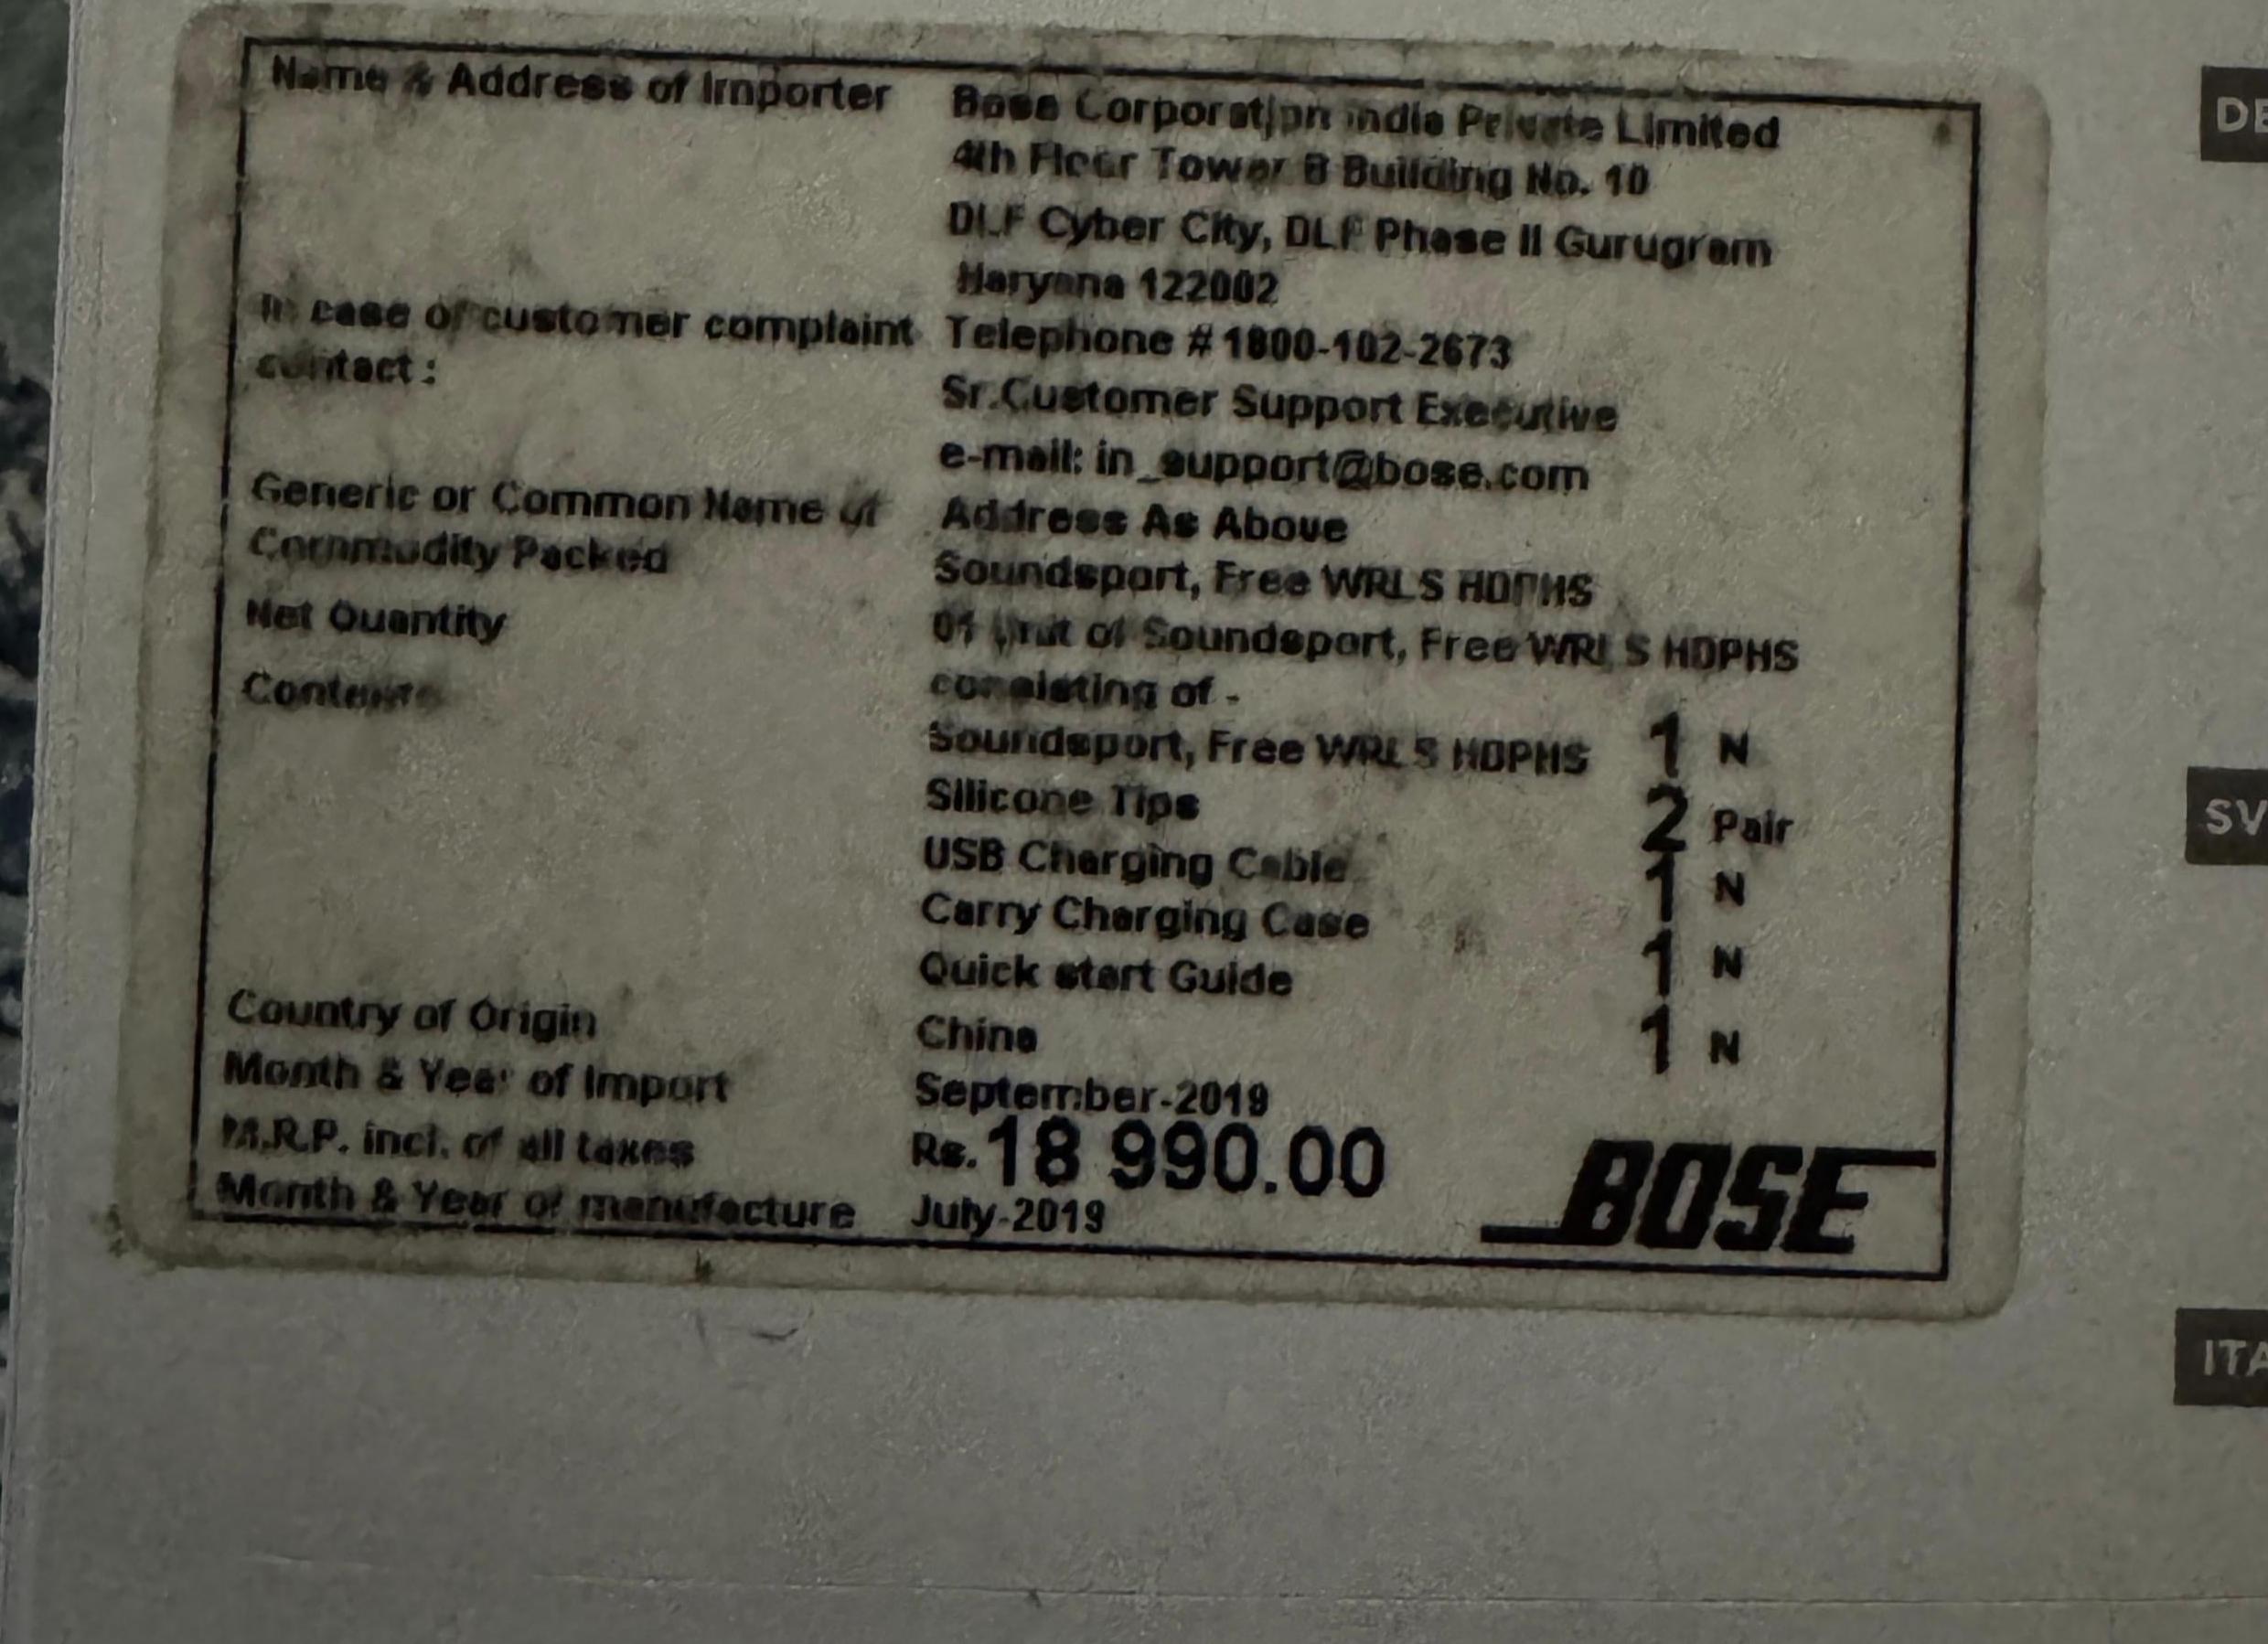 Name & Address of Importer Bose Corporation India Private Limited
4th Floor Tower B Building No. 10
DLF Cyber City, DLF Phase II Gurugram
Haryana 122002
In case of customer complaint Telephone # 1800-102-2673
contact :
Sr.Customer Support Executive
e-mail: in_support@bose.com
Generic or Common Name of Address As Above
Commodity Packed Soundsport, Free WRLS HDPHS
Net Quantity 01 Unit of Soundsport, Free WRLS HDPHS
Contents consisting of -
Soundsport, Free WRLS HDPHS 1 N
Silicone Tips 2 Pair
USB Charging Cable 1 N
Carry Charging Case 1 N
Quick start Guide 1 N
Country of Origin China
Month & Year of Import September-2019
M.R.P. incl. of all taxes Rs. 18 990.00
Month & Year of manufacture July-2019
BOSE
DE
SV
ITA